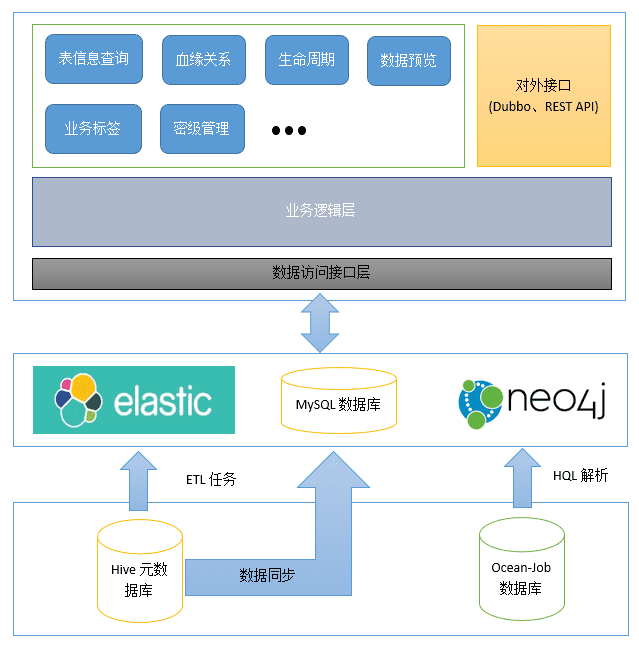 表信息查询
血缘关系
生命周期
数据预览
对外接口
(Dubbo、REST API)
业务标签
密级管理
业务逻辑层
数据访问接口层
elastic
MySQL 数据库
neo4j
ETL 任务
HQL 解析
Hive 元数
据库
数据同步
Ocean-Job
数据库